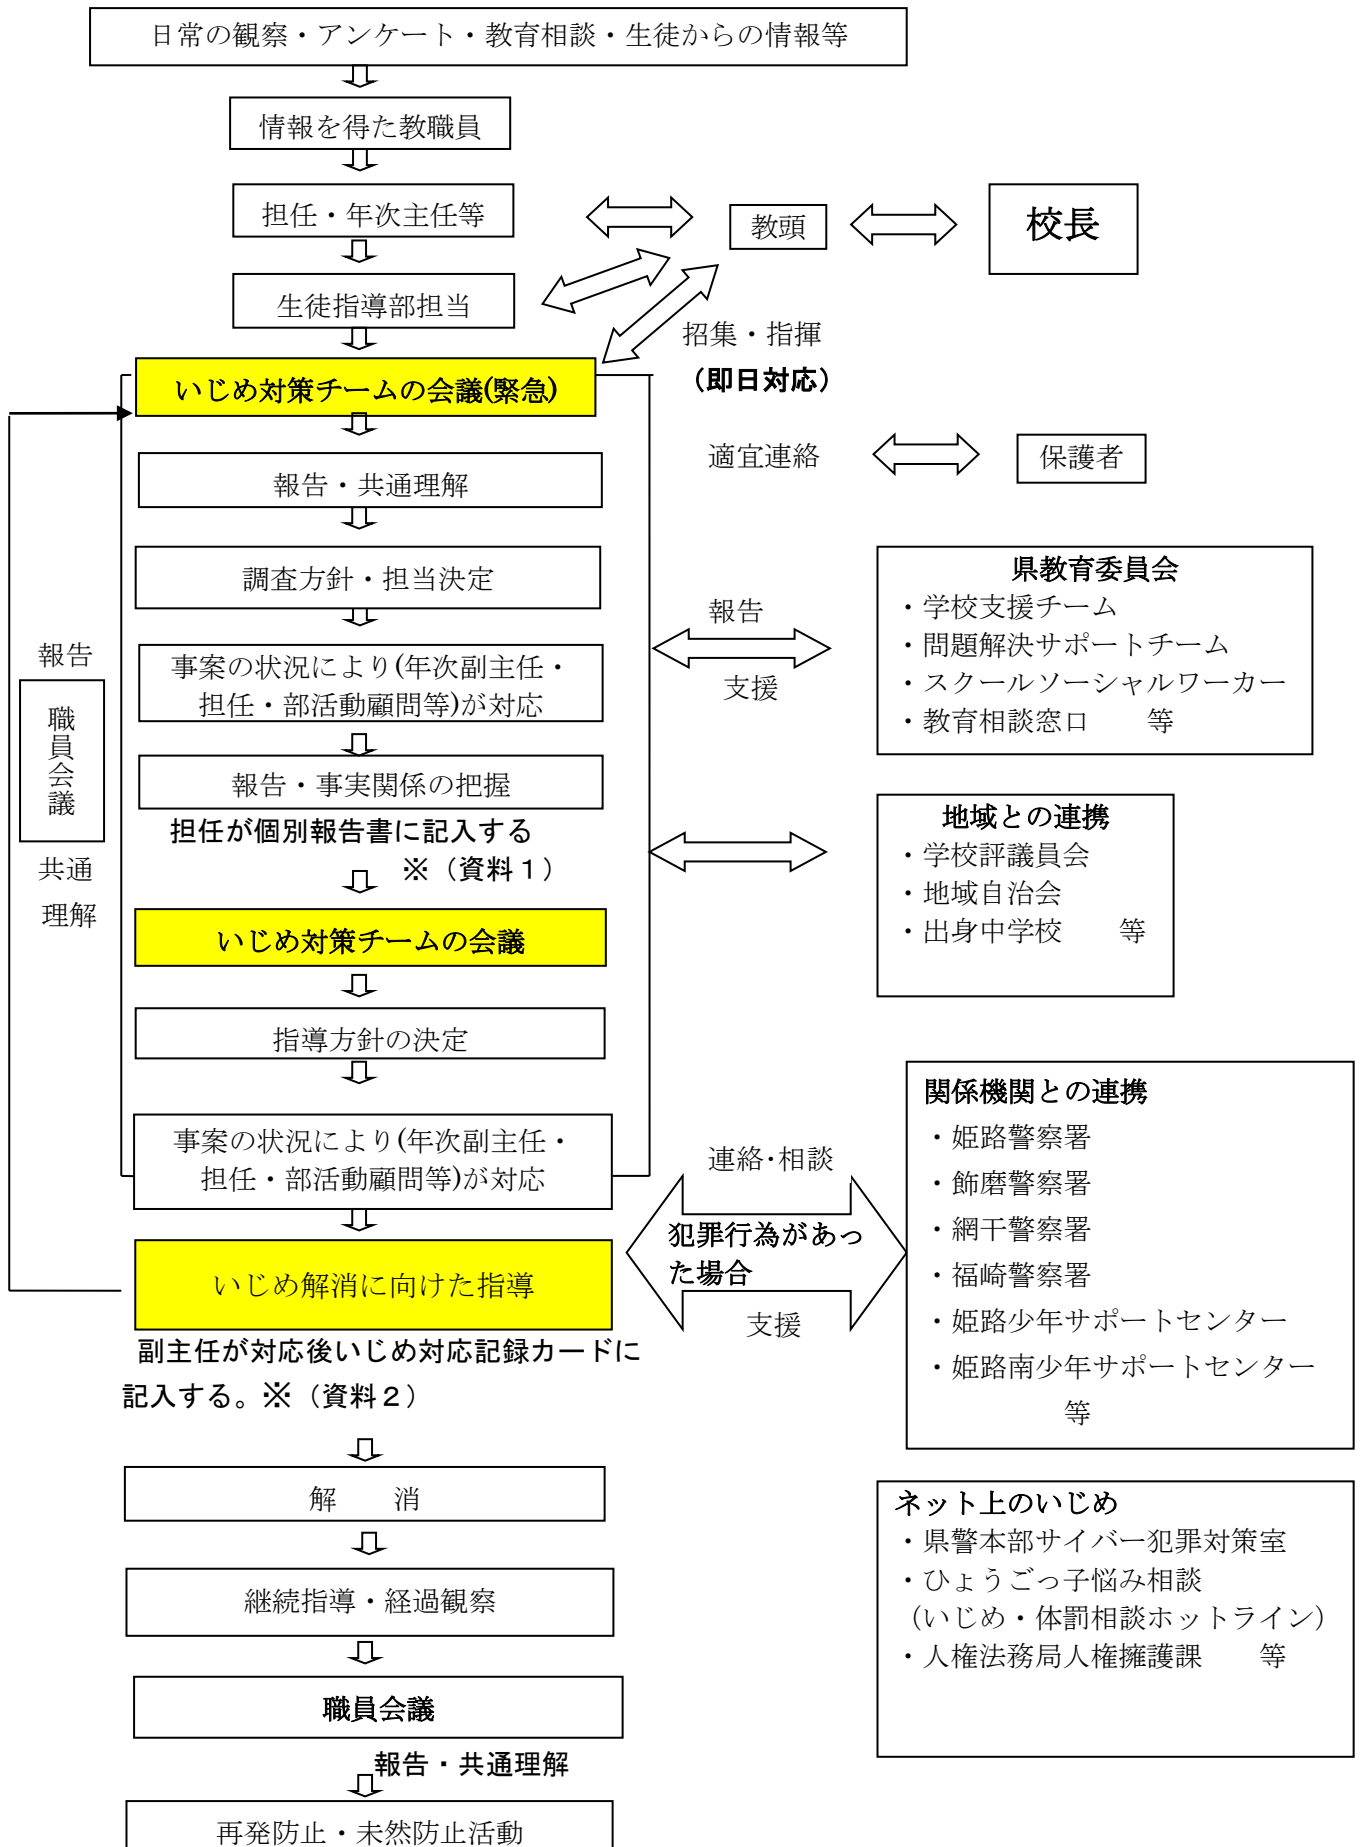 日常の観察・アンケート・教育相談・生徒からの情報等
情報を得た教職員
担任・年次主任等
教頭
校長
生徒指導部担当
招集・指揮
(即日対応)
いじめ対策チームの会議(緊急)
報告・共通理解
適宜連絡
保護者
調査方針・担当決定
事案の状況により(年次副主任・
担任・部活動顧問等)が対応
報告・事実関係の把握
担任が個別報告書に記入する
※（資料１）
いじめ対策チームの会議
指導方針の決定
事案の状況により(年次副主任・
担任・部活動顧問等)が対応
いじめ解消に向けた指導
副主任が対応後いじめ対応記録カードに
記入する。※（資料２）
報告
職員会議
共通
理解
報告
支援
県教育委員会
・学校支援チーム
・問題解決サポートチーム
・スクールソーシャルワーカー
・教育相談窓口　　等
地域との連携
・学校評議員会
・地域自治会
・出身中学校　　等
連絡･相談
犯罪行為があっ
た場合
支援
関係機関との連携
・姫路警察署
・飾磨警察署
・網干警察署
・福崎警察署
・姫路少年サポートセンター
・姫路南少年サポートセンター
等
ネット上のいじめ
・県警本部サイバー犯罪対策室
・ひょうごっ子悩み相談
（いじめ・体罰相談ホットライン）
・人権法務局人権擁護課　　等
解　　消
継続指導・経過観察
職員会議
報告・共通理解
再発防止・未然防止活動